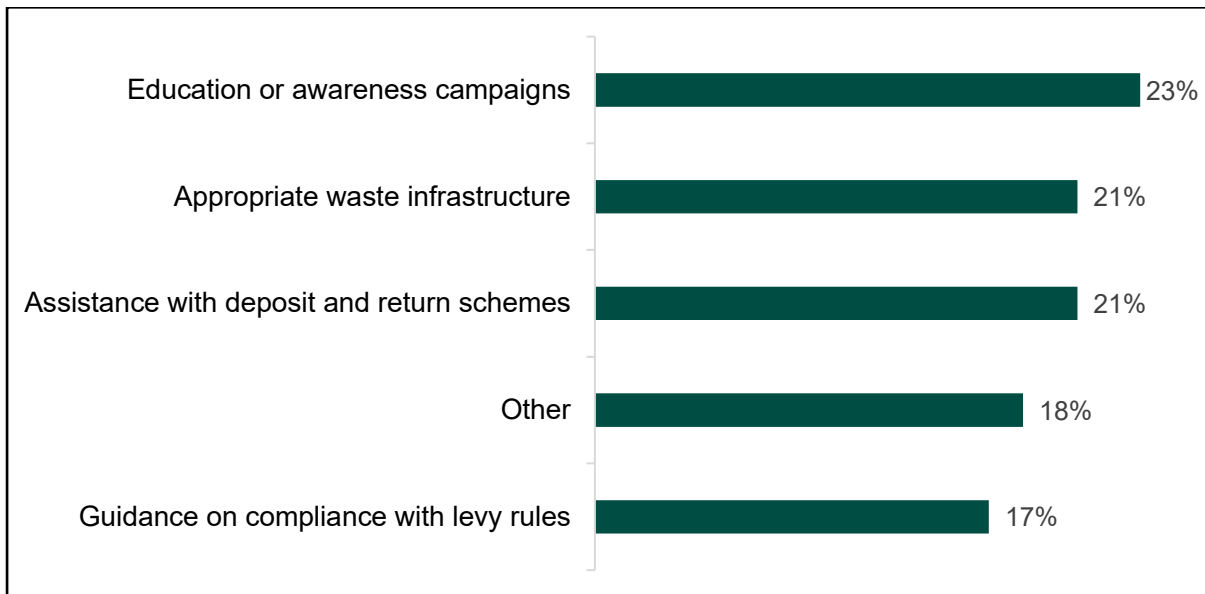 Education or awareness campaigns 23%
Appropriate waste infrastructure 21%
Assistance with deposit and return schemes 21%
Other 18%
Guidance on compliance with levy rules 17%